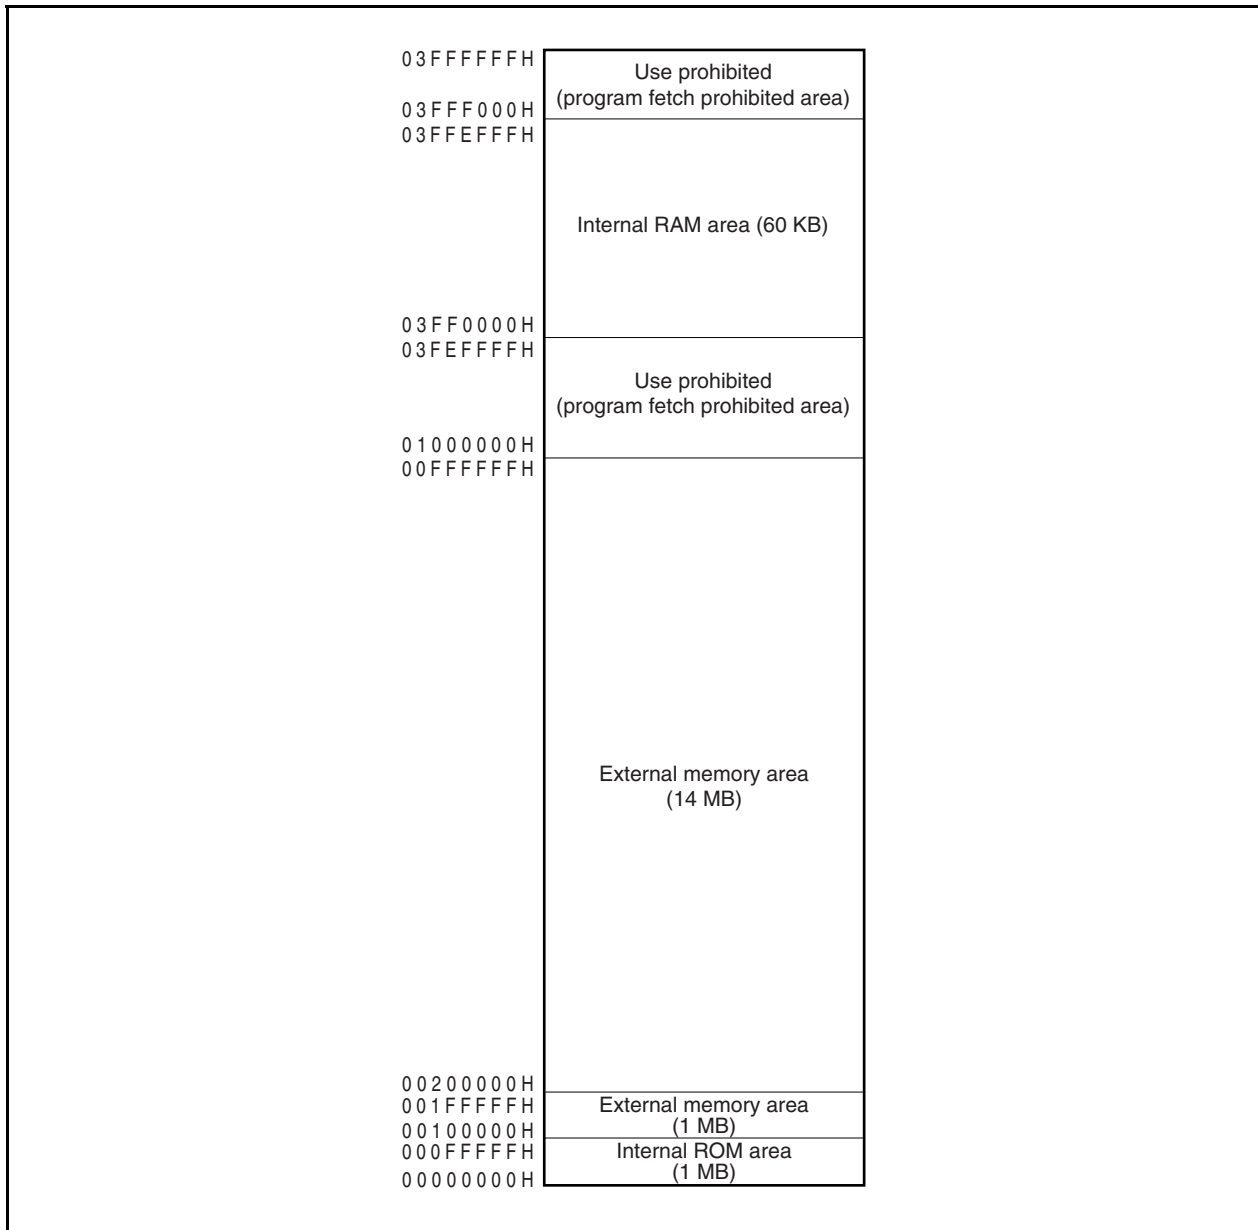 03FFFFFFH
Use prohibited
(program fetch prohibited area)
03FFF000H
03FFEFFFH
Internal RAM area (60 KB)
03FF0000H
03FEFFFFH
Use prohibited
(program fetch prohibited area)
01000000H
00FFFFFFH
External memory area
(14 MB)
00200000H
001FFFFFH
External memory area
(1 MB)
00100000H
000FFFFFH
Internal ROM area
(1 MB)
00000000H